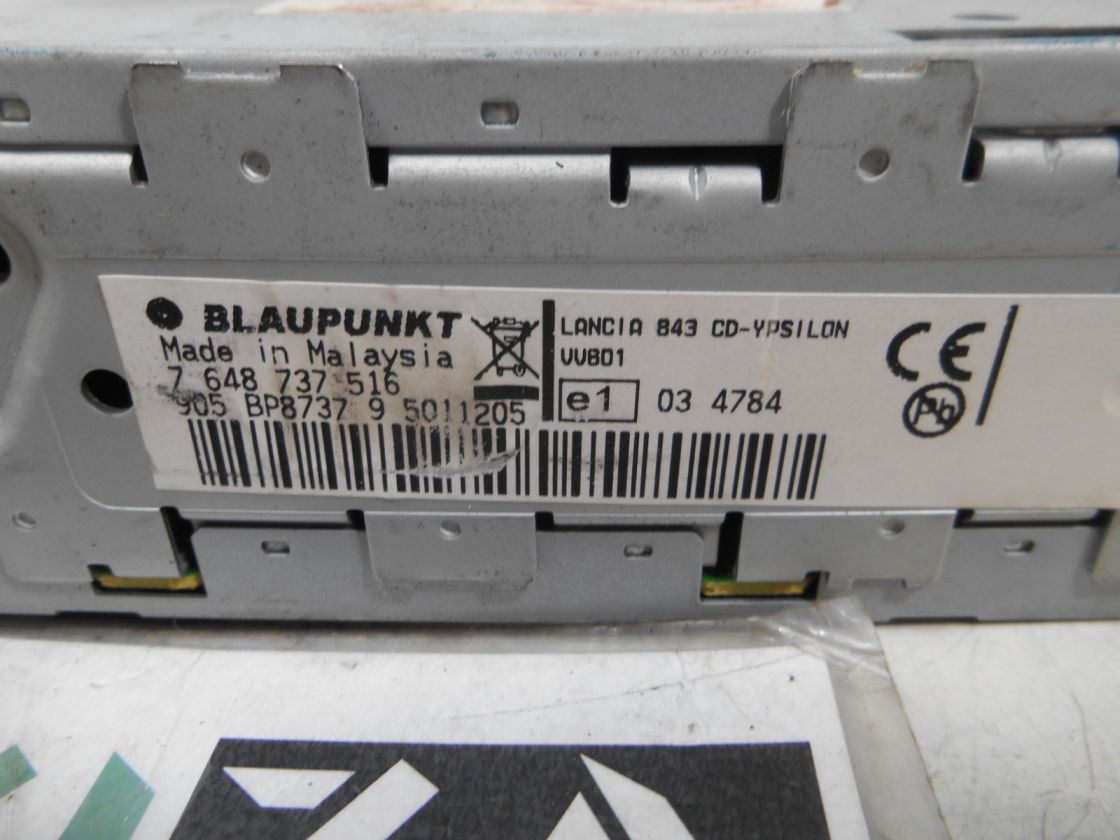 BLAUPUNKT
Made in Malaysia
7 648 737 516
905 BP8737 9 5011205
LANCIA 843 CD-YPSILON
VV801
e1 03 4784
CE
Pb